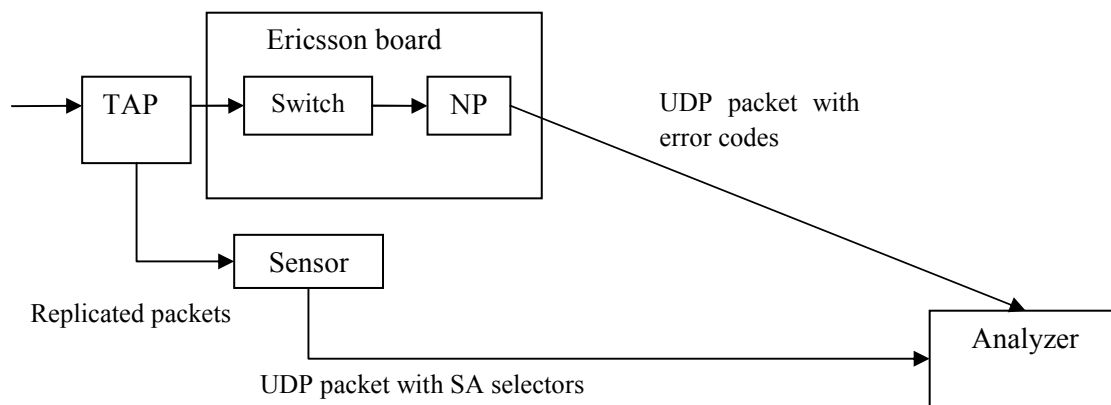 Ericsson board
TAP
Switch
NP
UDP packet with
error codes
Sensor
Replicated packets
Analyzer
UDP packet with SA selectors